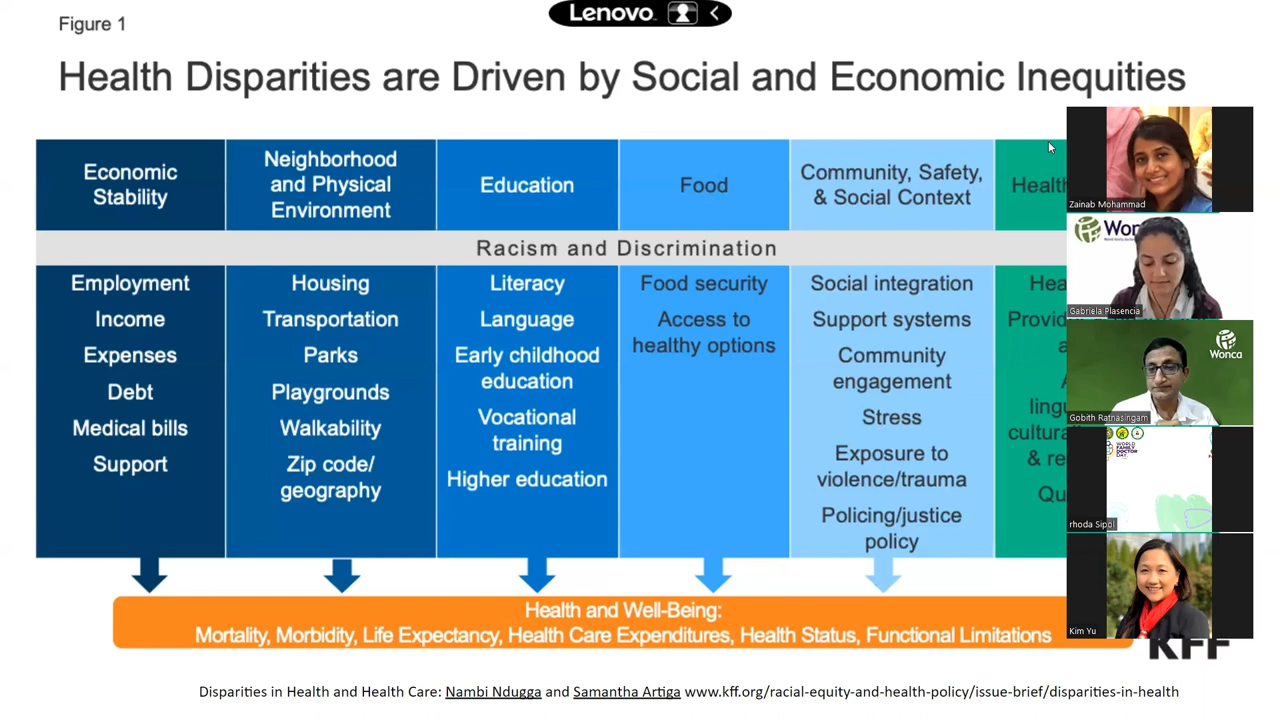 Lenovo
Figure 1
Health Disparities are Driven by Social and Economic Inequities
Economic
Stability
Neighborhood
and Physical
Environment
Education
Food
Community, Safety,
& Social Context
Health
Racism and Discrimination
Employment
Income
Expenses
Debt
Medical bills
Support
Housing
Transportation
Parks
Playgrounds
Walkability
Zip code/
geography
Literacy
Language
Early childhood
education
Vocational
training
Higher education
Food security
Access to
healthy options
Social integration
Support systems
Community
engagement
Stress
Exposure to
violence/trauma
Policing/justice
policy
Health and Well-Being:
Mortality, Morbidity, Life Expectancy, Health Care Expenditures, Health Status, Functional Limitations
KFF
Disparities in Health and Health Care: Nambi Ndugga and Samantha Artiga www.kff.org/racial-equity-and-health-policy/issue-brief/disparities-in-health
Zainab Mohammad
Gabriela Plasencia
Wonca
Gobith Ratnasingam
WORLD
FAMILY
DOCTOR
DAY
rhoda Sipol
Kim Yu